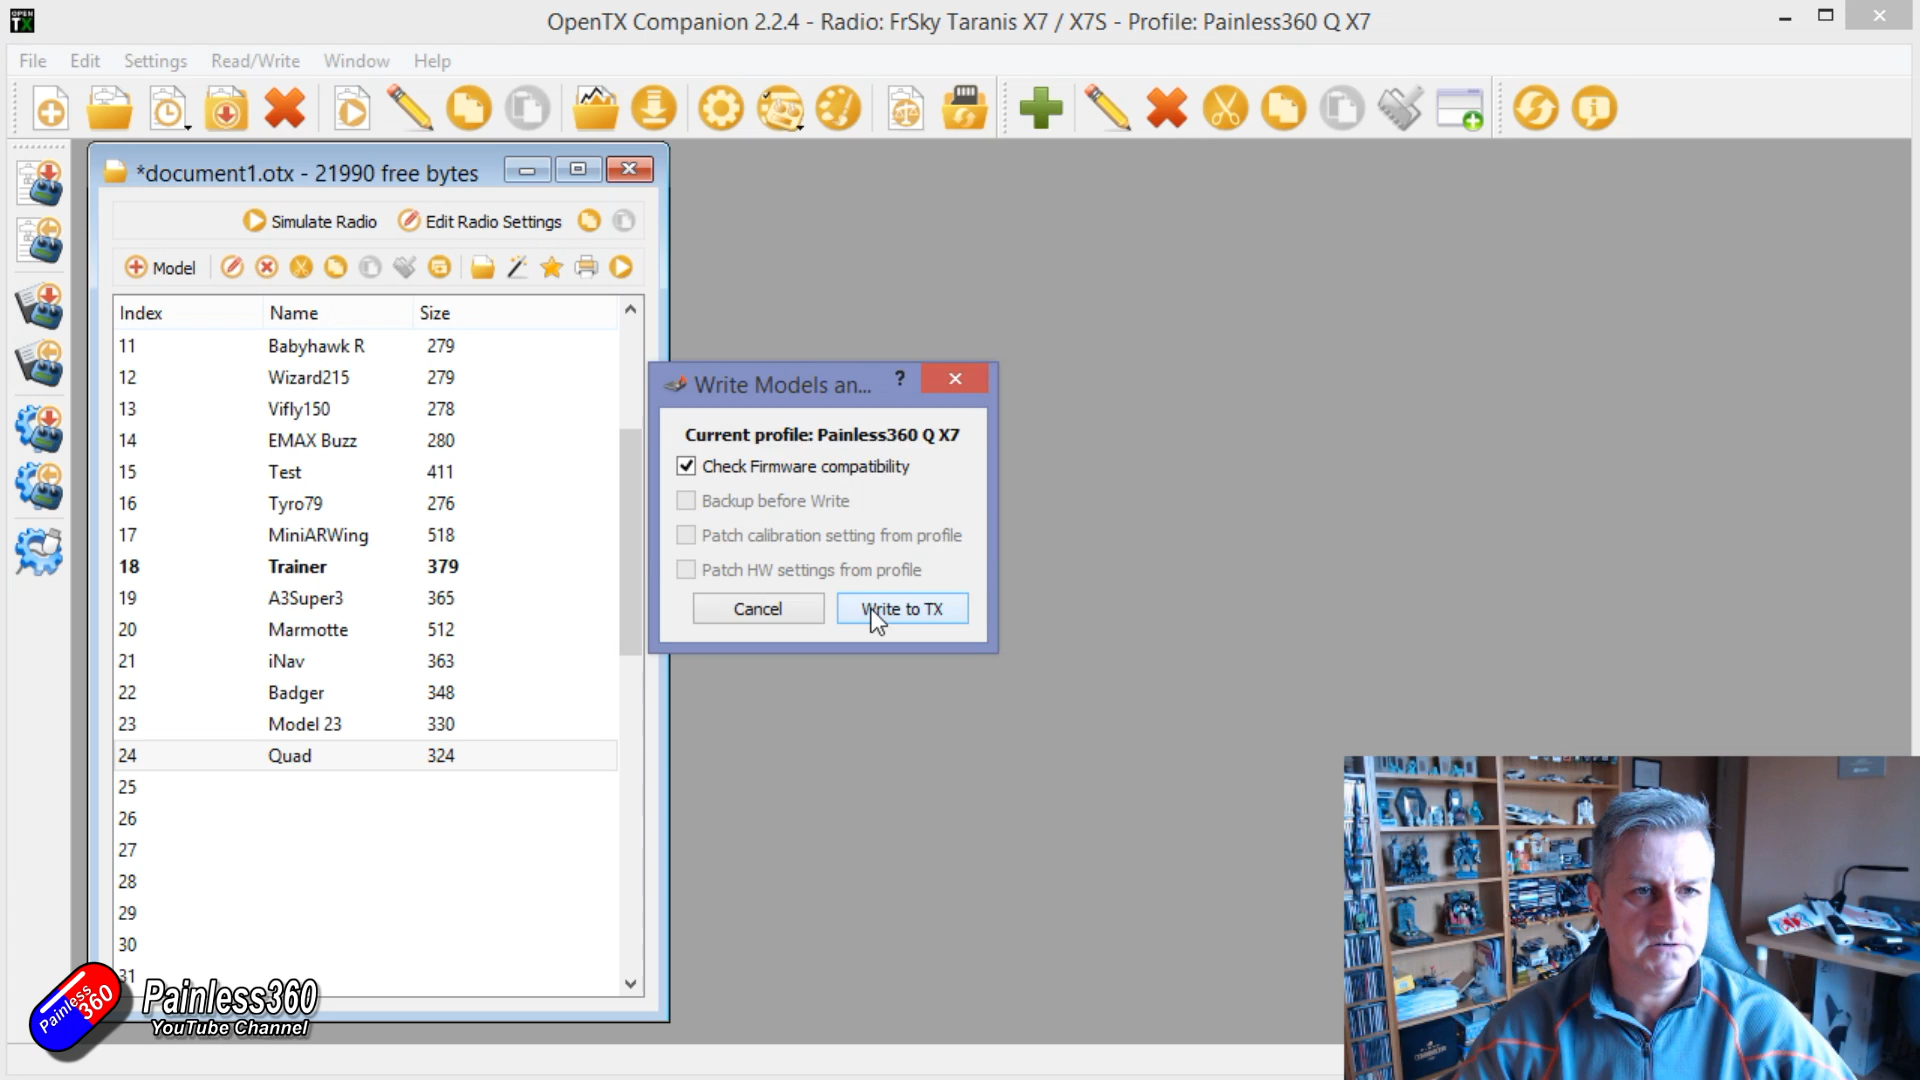 OPEN
TX
OpenTX Companion 2.2.4 - Radio: FrSky Taranis X7 / X7S - Profile: Painless360 Q X7
File Edit Settings Read/Write Window Help
*document1.otx - 21990 free bytes
Simulate Radio Edit Radio Settings
Model
Index Name Size
11 Babyhawk R 279
12 Wizard215 279
13 Vifly150 278
14 EMAX Buzz 280
15 Test 411
16 Tyro79 276
17 MiniARWing 518
18 Trainer 379
19 A3Super3 365
20 Marmotte 512
21 iNav 363
22 Badger 348
23 Model 23 330
24 Quad 324
25
26
27
28
29
30
31
Write Models an... ?
Current profile: Painless360 Q X7
Check Firmware compatibility
Backup before Write
Patch calibration setting from profile
Patch HW settings from profile
Cancel Write to TX
Painless
360
Painless360
YouTube Channel